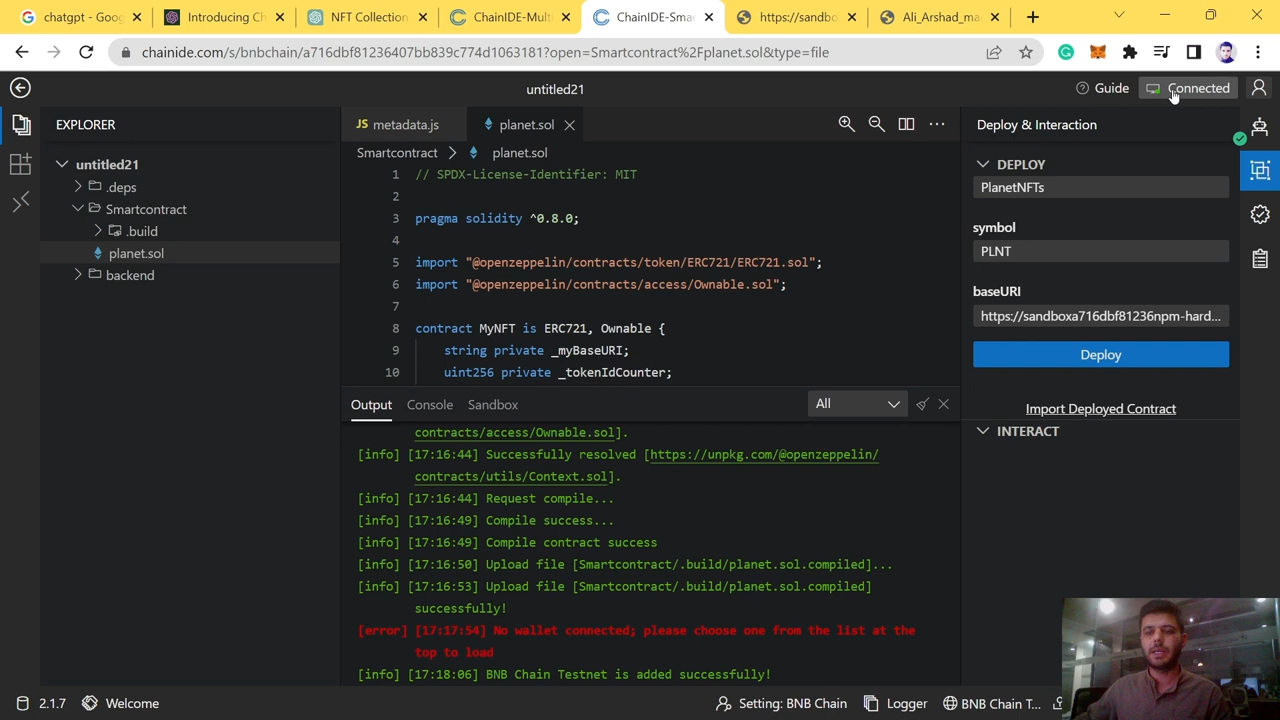 chatgpt - Goog
Introducing Ch
NFT Collection
ChainIDE-Mult
ChainIDE-Sma
https://sandbo
Ali_Arshad_ma
chainide.com/s/bnbchain/a716dbf81236407bb839c774d1063181?open=Smartcontract%2Fplanet.sol&type=file
untitled21
Guide
Connected
EXPLORER
untitled21
.deps
Smartcontract
.build
planet.sol
backend
JS metadata.js
planet.sol
Smartcontract
planet.sol
1 // SPDX-License-Identifier: MIT
2
3 pragma solidity ^0.8.0;
4
5 import "@openzeppelin/contracts/token/ERC721/ERC721.sol";
6 import "@openzeppelin/contracts/access/Ownable.sol";
7
8 contract MyNFT is ERC721, Ownable {
9 string private _myBaseURI;
10 uint256 private _tokenIdCounter;
Output
Console
Sandbox
All
contracts/access/Ownable.sol].
[info] [17:16:44] Successfully resolved [https://unpkg.com/@openzeppelin/
contracts/utils/Context.sol].
[info] [17:16:44] Request compile...
[info] [17:16:49] Compile success...
[info] [17:16:49] Compile contract success
[info] [17:16:50] Upload file [Smartcontract/.build/planet.sol.compiled]...
[info] [17:16:53] Upload file [Smartcontract/.build/planet.sol.compiled]
successfully!
[error] [17:17:54] No wallet connected; please choose one from the list at the
top to load
[info] [17:18:06] BNB Chain Testnet is added successfully!
Deploy & Interaction
DEPLOY
PlanetNFTs
symbol
PLNT
baseURI
https://sandboxa716dbf81236npm-hard...
Deploy
Import Deployed Contract
INTERACT
2.1.7
Welcome
Setting: BNB Chain
Logger
BNB Chain T...